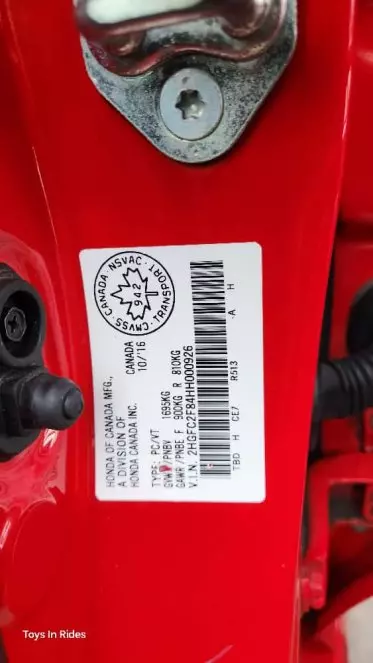 HONDA OF CANADA MFG.,
A DIVISION OF
HONDA CANADA INC.
CANADA
10/16
TYPE: PC/VT
GVWR/PNBV 1695KG
GAWR/PNBE F 900KG R 810KG
V.I.N. 2HGFC2F84HH000926
TBD H CE7 R513 -A H
CMVSS · CANADA · NSVAC · TRANSPORT
942
Toys In Rides